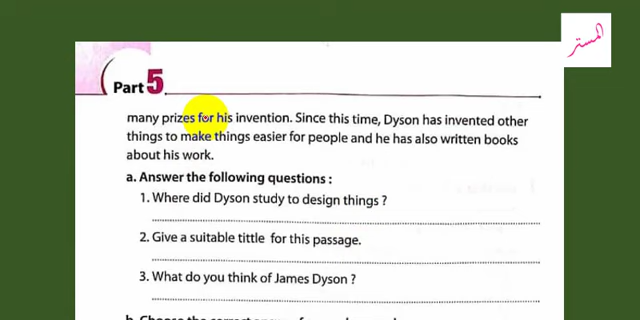 المستر
Part 5
many prizes for his invention. Since this time, Dyson has invented other
things to make things easier for people and he has also written books
about his work.
a. Answer the following questions :
1. Where did Dyson study to design things ?
2. Give a suitable tittle for this passage.
3. What do you think of James Dyson ?